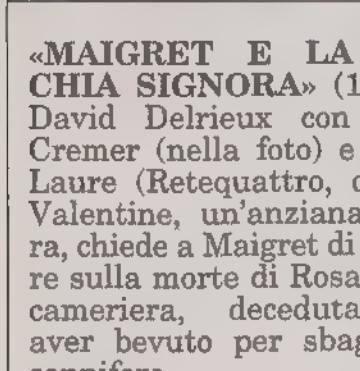 «MAIGRET E LA
CHIA SIGNORA» (1
David Delrieux con
Cremer (nella foto) e
Laure (Retequattro,
Valentine, un'anziana
ra, chiede a Maigret di
re sulla morte di Rosa
cameriera, deceduta
aver bevuto per sbag